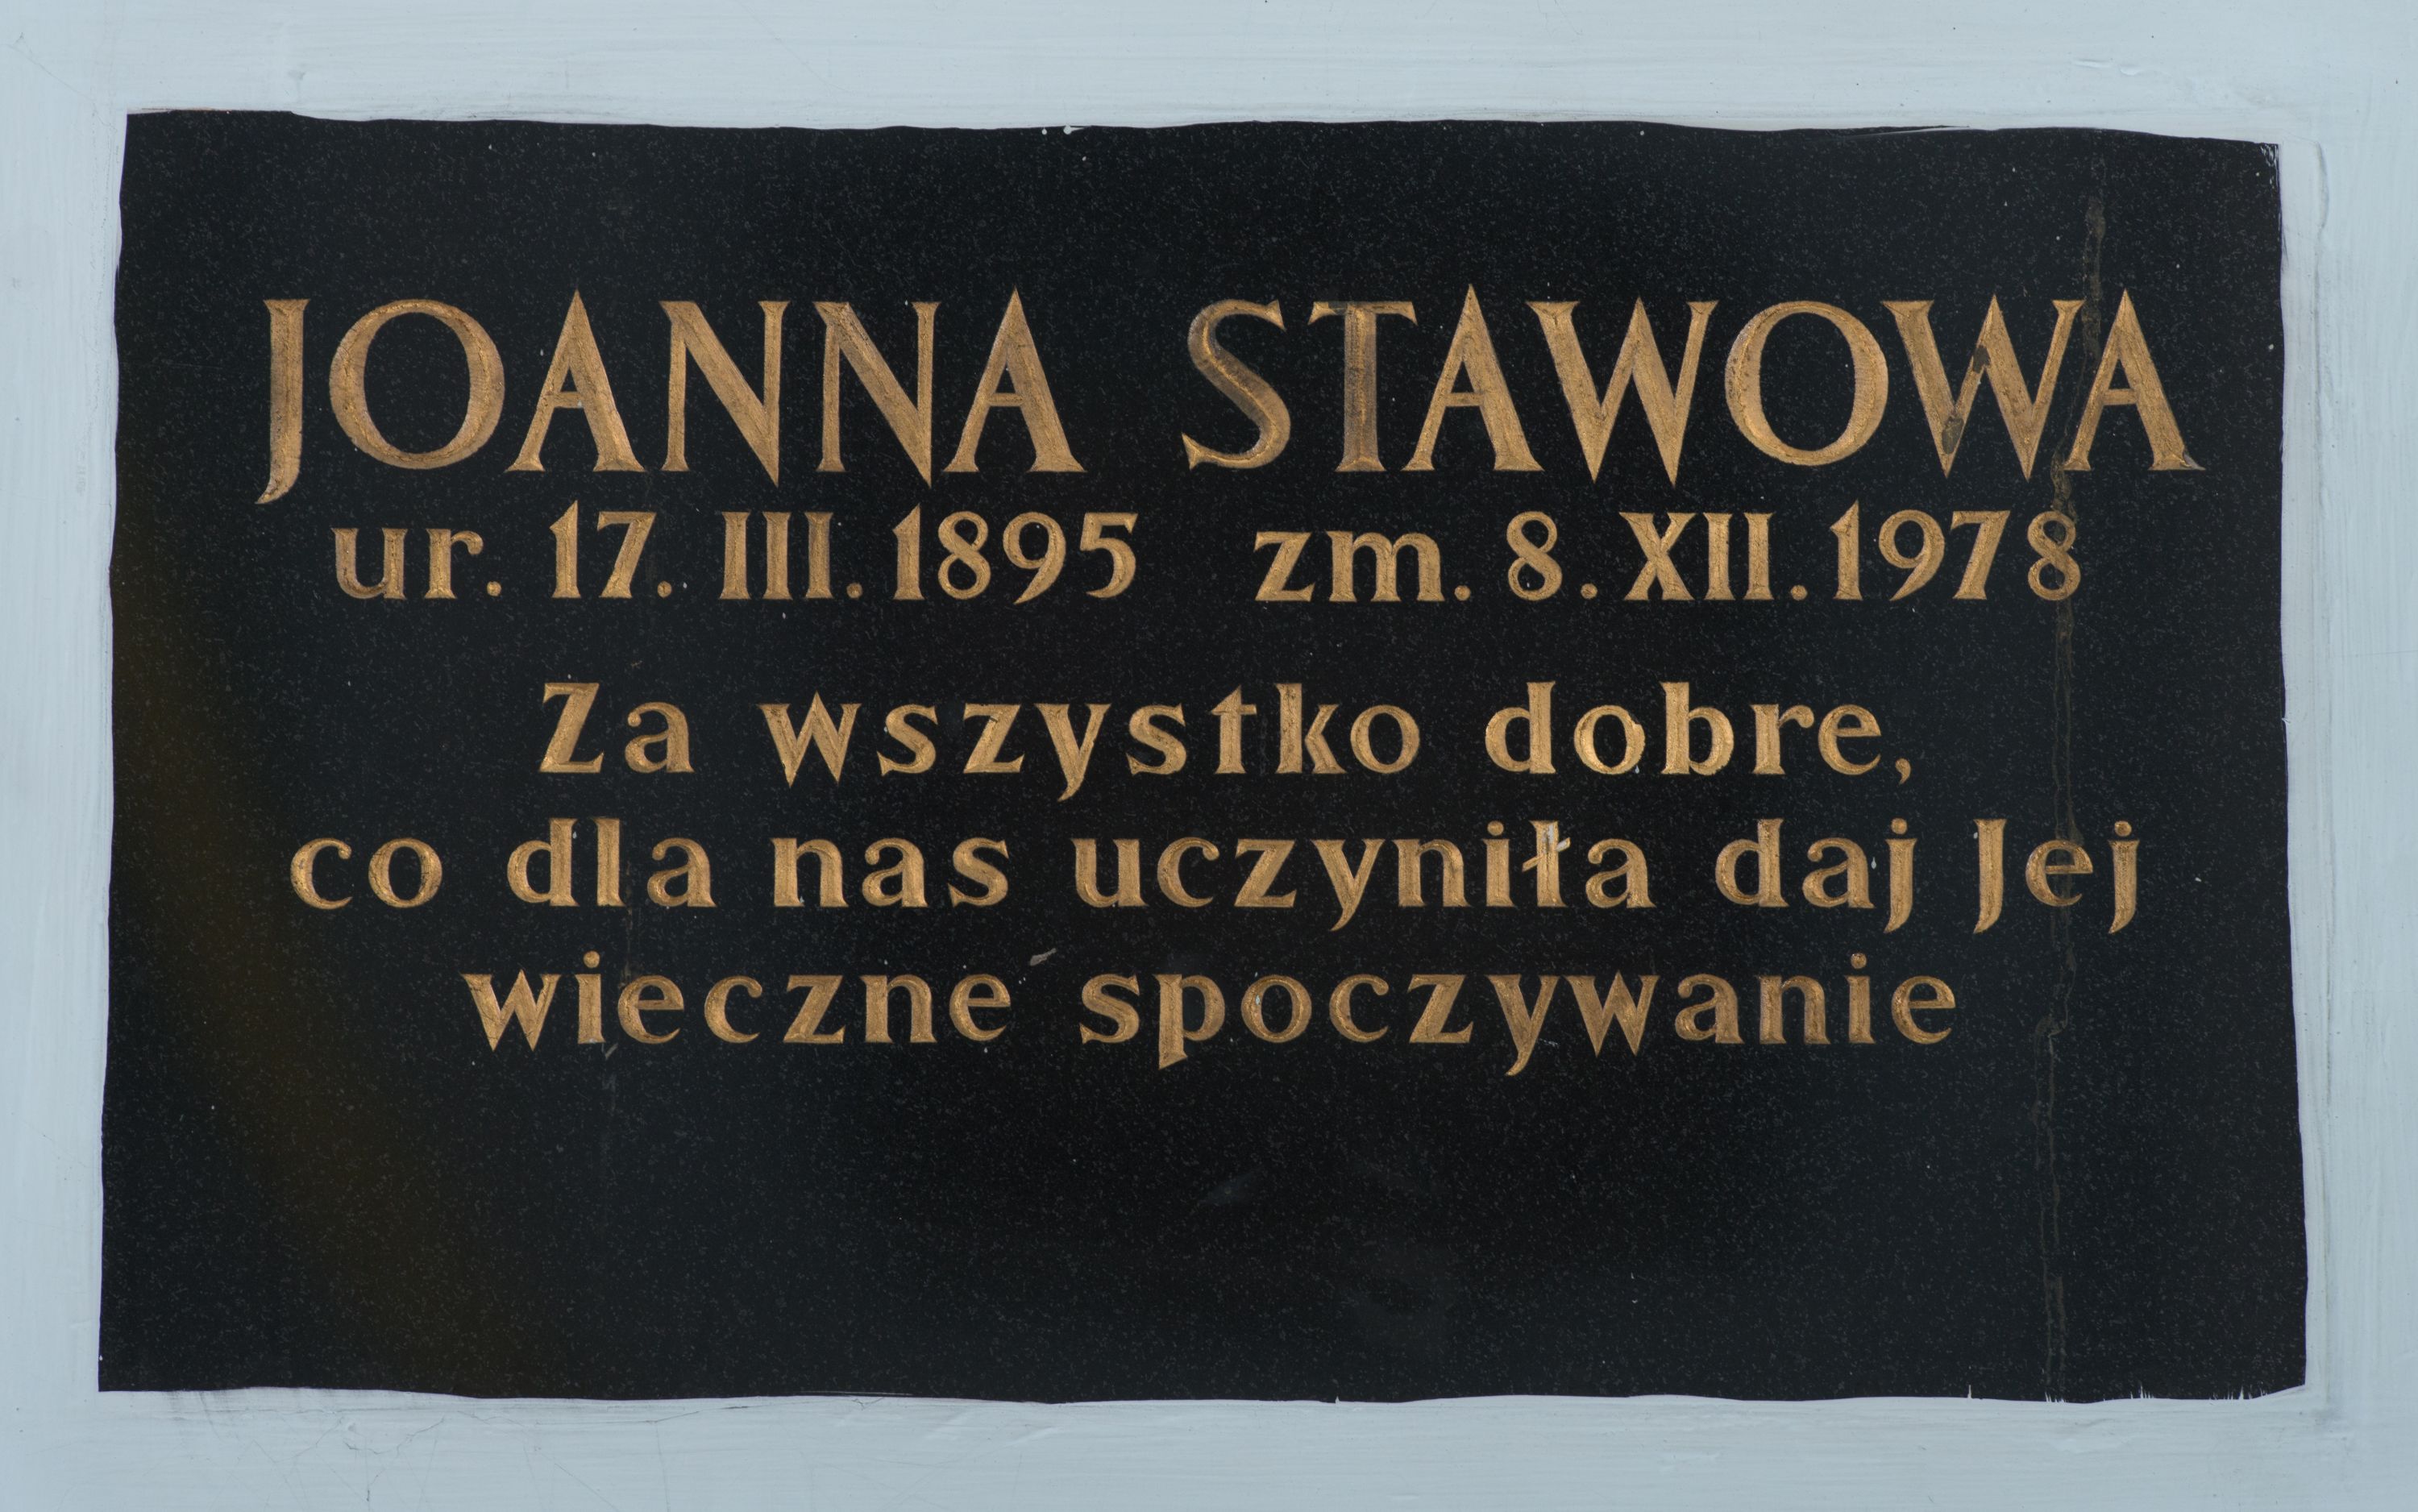 JOANNA STAWOWA
ur. 17. III. 1895 zm. 8. XII. 1978
Za wszystko dobre,
co dla nas uczyniła daj Jej
wieczne spoczywanie